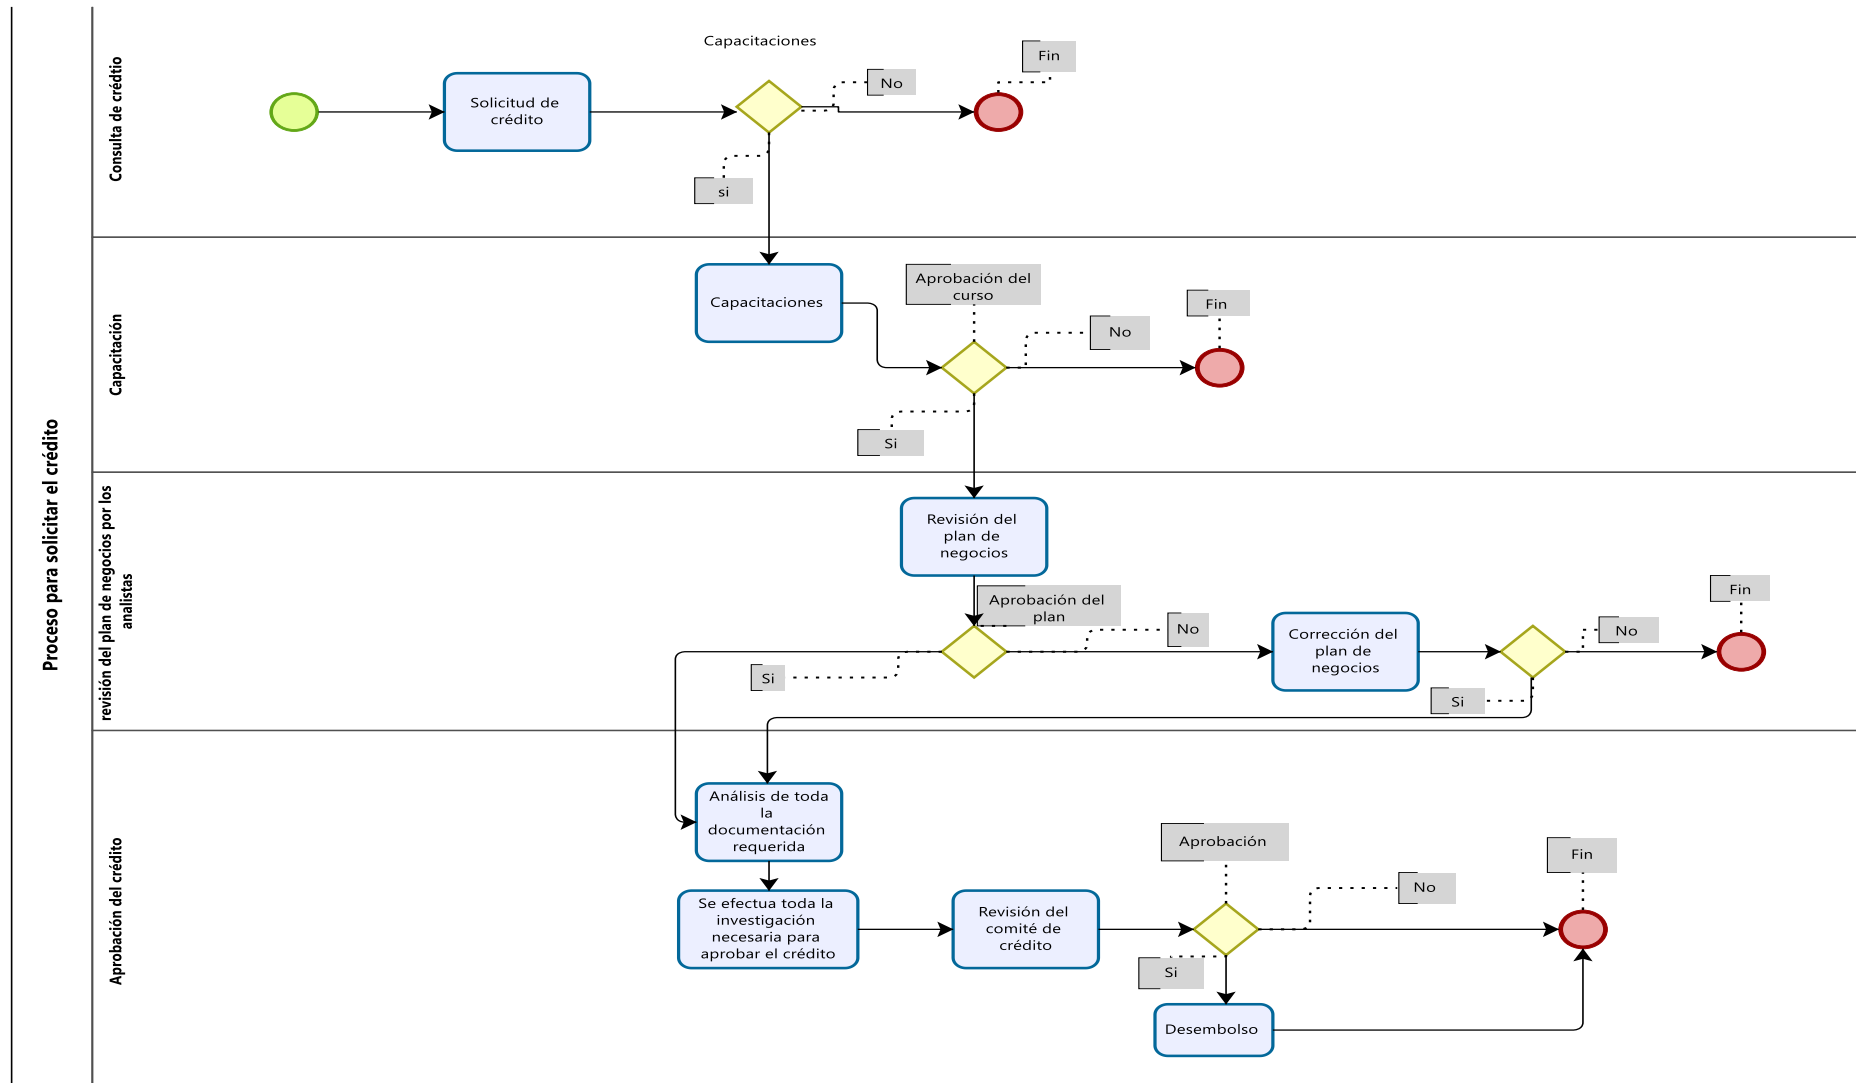 Proceso para solicitar el crédito
Consulta de crédtio
Capacitaciones
Solicitud de
crédito
No
Fin
si
Capacitación
Capacitaciones
Aprobación del
curso
No
Fin
Si
revisión del plan de negocios por los
analistas
Revisión del
plan de
negocios
Aprobación del
plan
No
Si
Corrección del
plan de
negocios
No
Fin
Si
Aprobación del crédito
Análisis de toda
la
documentación
requerida
Se efectua toda la
investigación
necesaria para
aprobar el crédito
Revisión del
comité de
crédito
Aprobación
No
Fin
Si
Desembolso